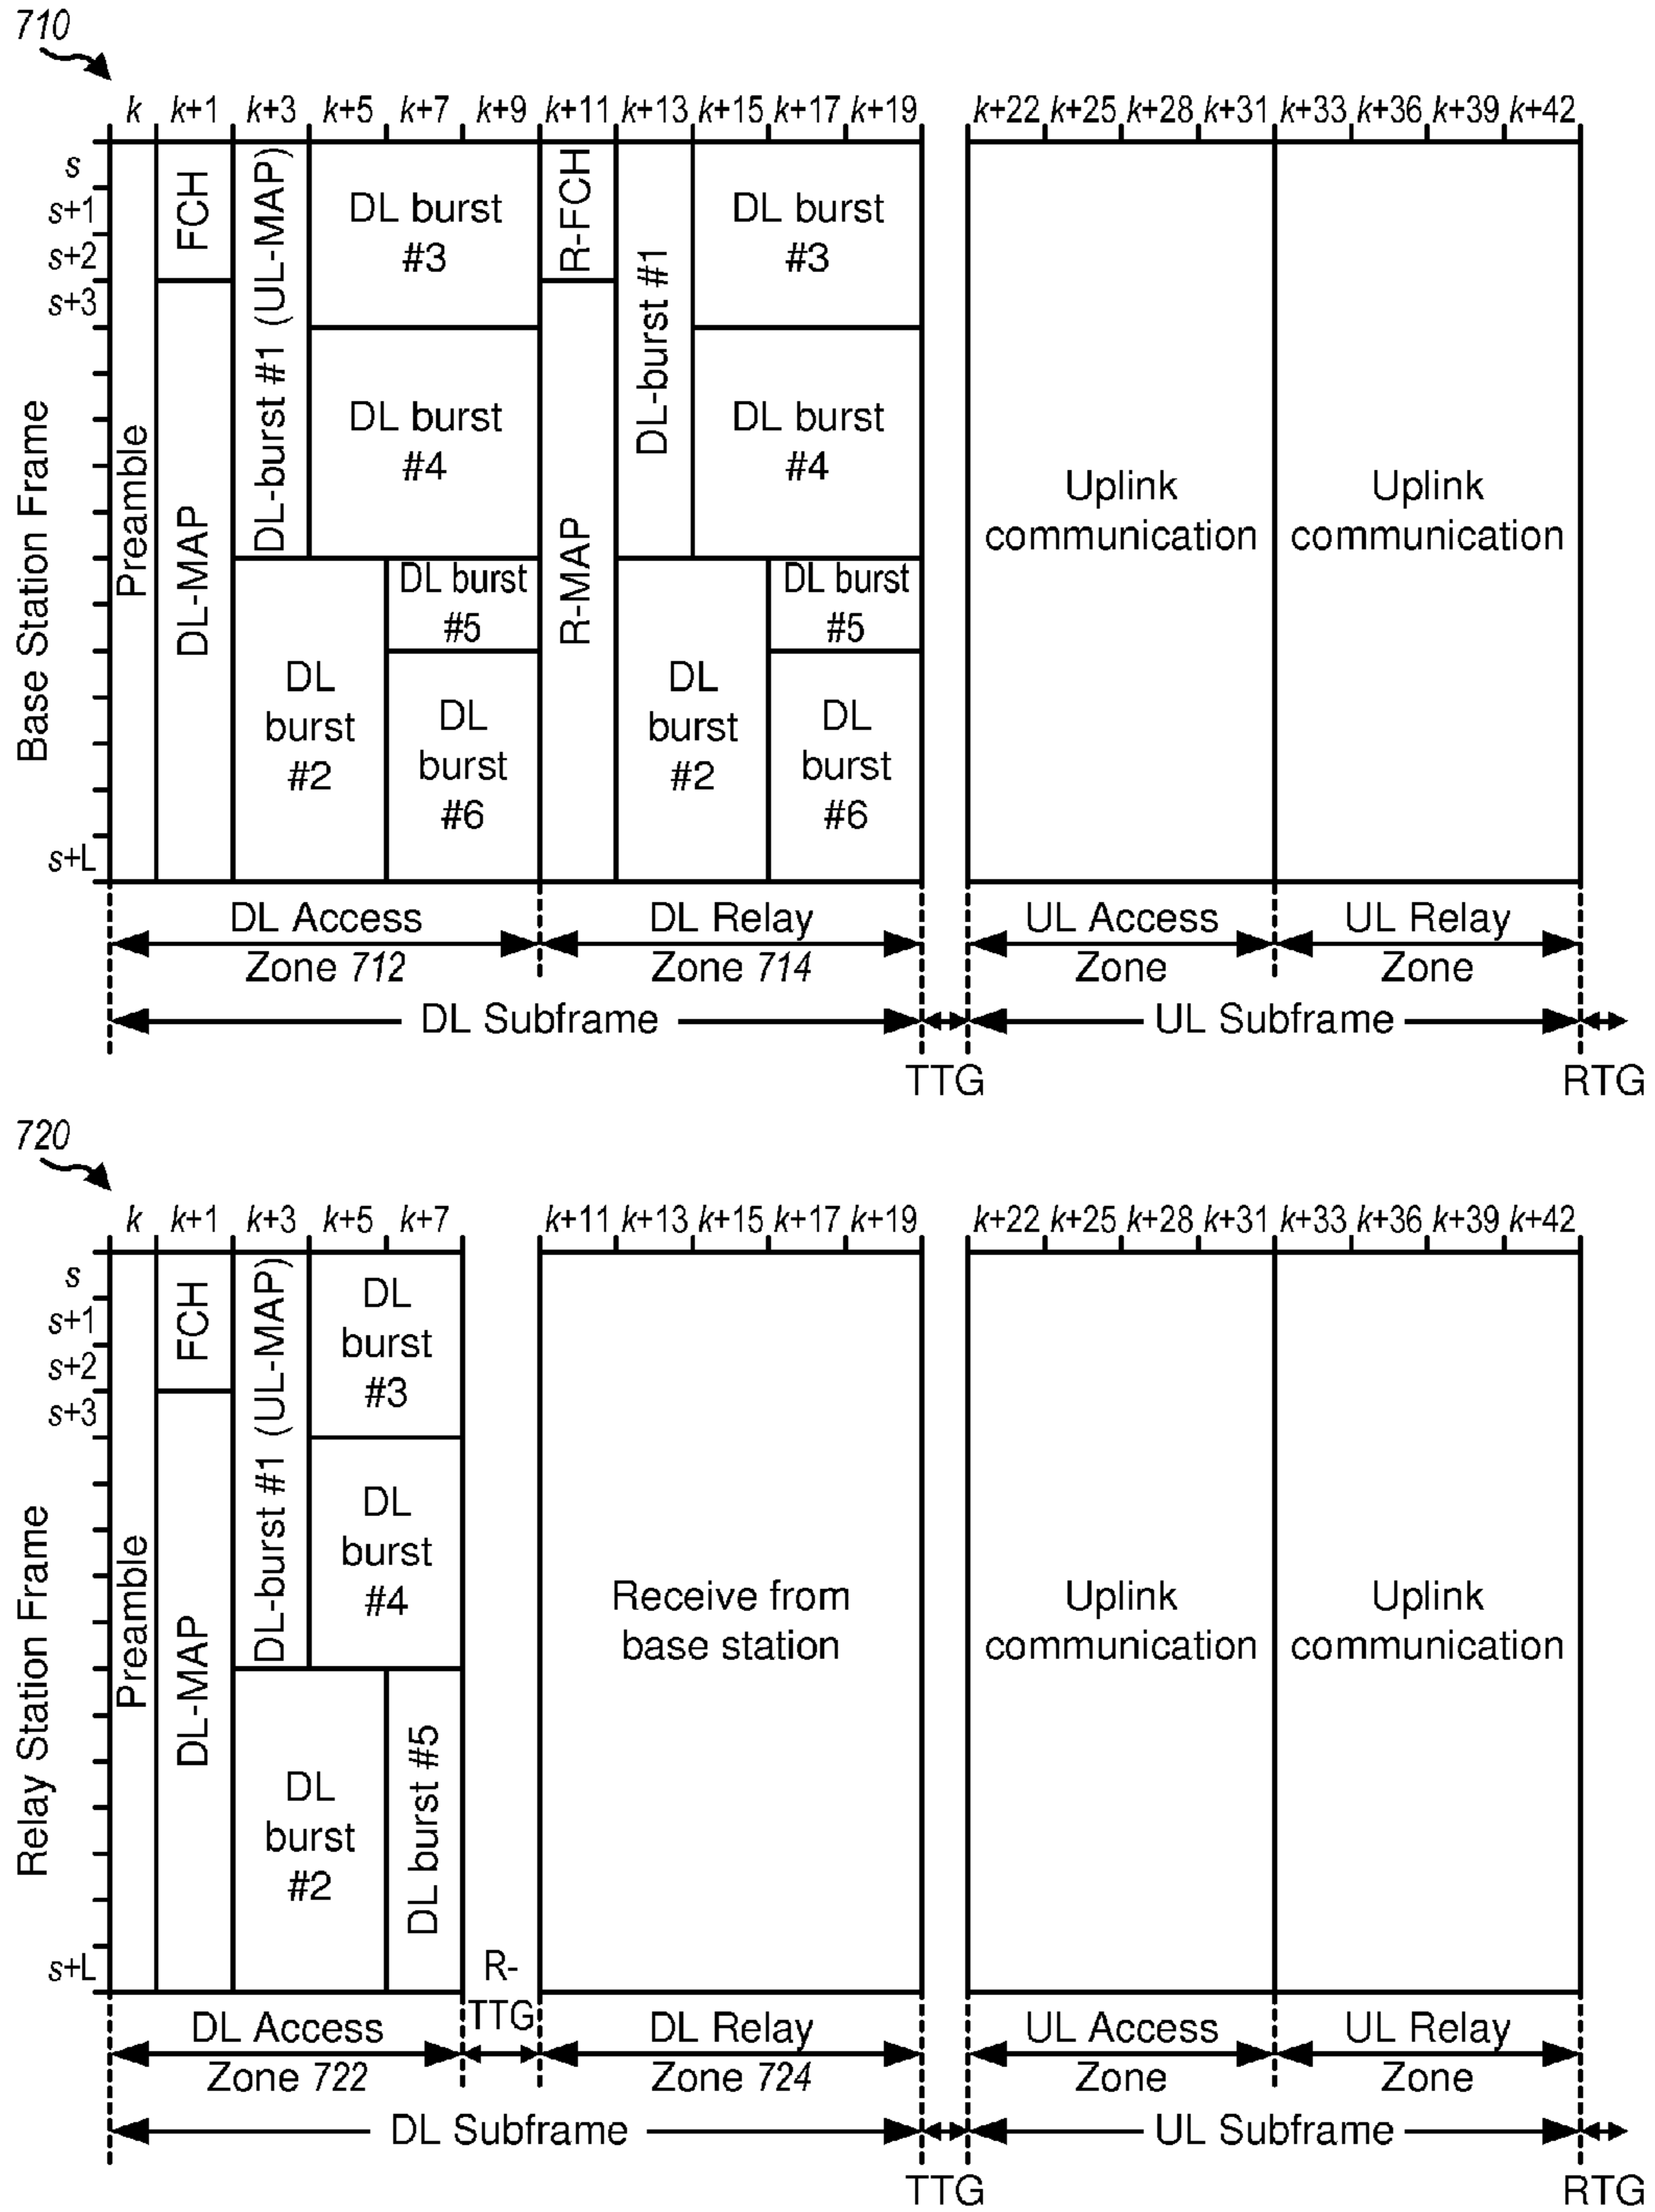 710
k k+1 k+3 k+5 k+7 k+9 k+11 k+13 k+15 k+17 k+19 k+22 k+25 k+28 k+31 k+33 k+36 k+39 k+42
s
s+1
s+2
s+3
s+L
Base Station Frame
Preamble
FCH
DL-MAP
DL-burst #1 (UL-MAP)
DL burst
#3
DL burst
#4
DL
burst
#2
DL burst
#5
DL
burst
#6
R-FCH
R-MAP
DL-burst #1
DL burst
#3
DL burst
#4
DL
burst
#2
DL burst
#5
DL
burst
#6
Uplink
communication
Uplink
communication
DL Access
Zone 712
DL Relay
Zone 714
UL Access
Zone
UL Relay
Zone
DL Subframe
UL Subframe
TTG
RTG
720
k k+1 k+3 k+5 k+7 k+11 k+13 k+15 k+17 k+19 k+22 k+25 k+28 k+31 k+33 k+36 k+39 k+42
s
s+1
s+2
s+3
s+L
Relay Station Frame
Preamble
FCH
DL-MAP
DL-burst #1 (UL-MAP)
DL
burst
#3
DL
burst
#4
DL
burst
#2
DL burst #5
R-
TTG
Receive from
base station
Uplink
communication
Uplink
communication
DL Access
Zone 722
DL Relay
Zone 724
UL Access
Zone
UL Relay
Zone
DL Subframe
UL Subframe
TTG
RTG